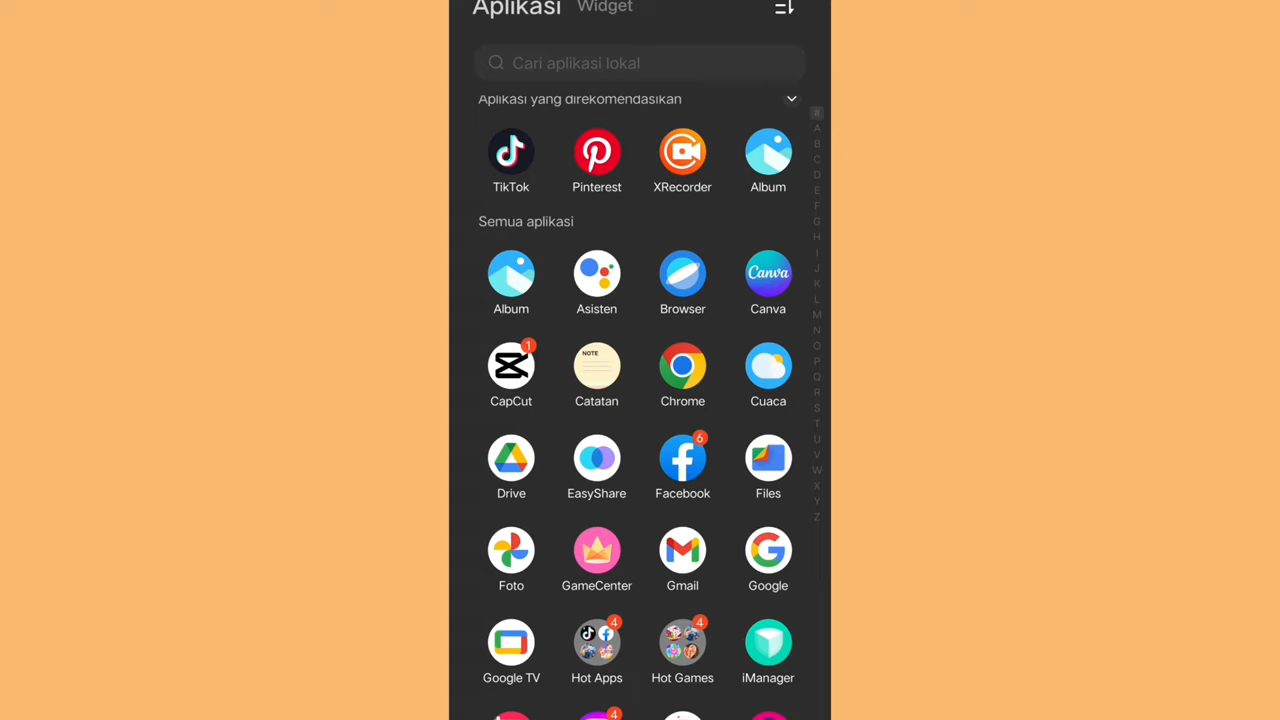 Aplikasi Widget
Cari aplikasi lokal
Aplikasi yang direkomendasikan
#
A
B
C
D
E
F
G
H
I
J
K
L
M
N
O
P
Q
R
S
T
U
V
W
X
Y
Z
TikTok Pinterest XRecorder Album
Semua aplikasi
Canva
Album Asisten Browser Canva
1 NOTE
CapCut Catatan Chrome Cuaca
6
Drive EasyShare Facebook Files
Foto GameCenter Gmail Google
4 4
Google TV Hot Apps Hot Games iManager
4